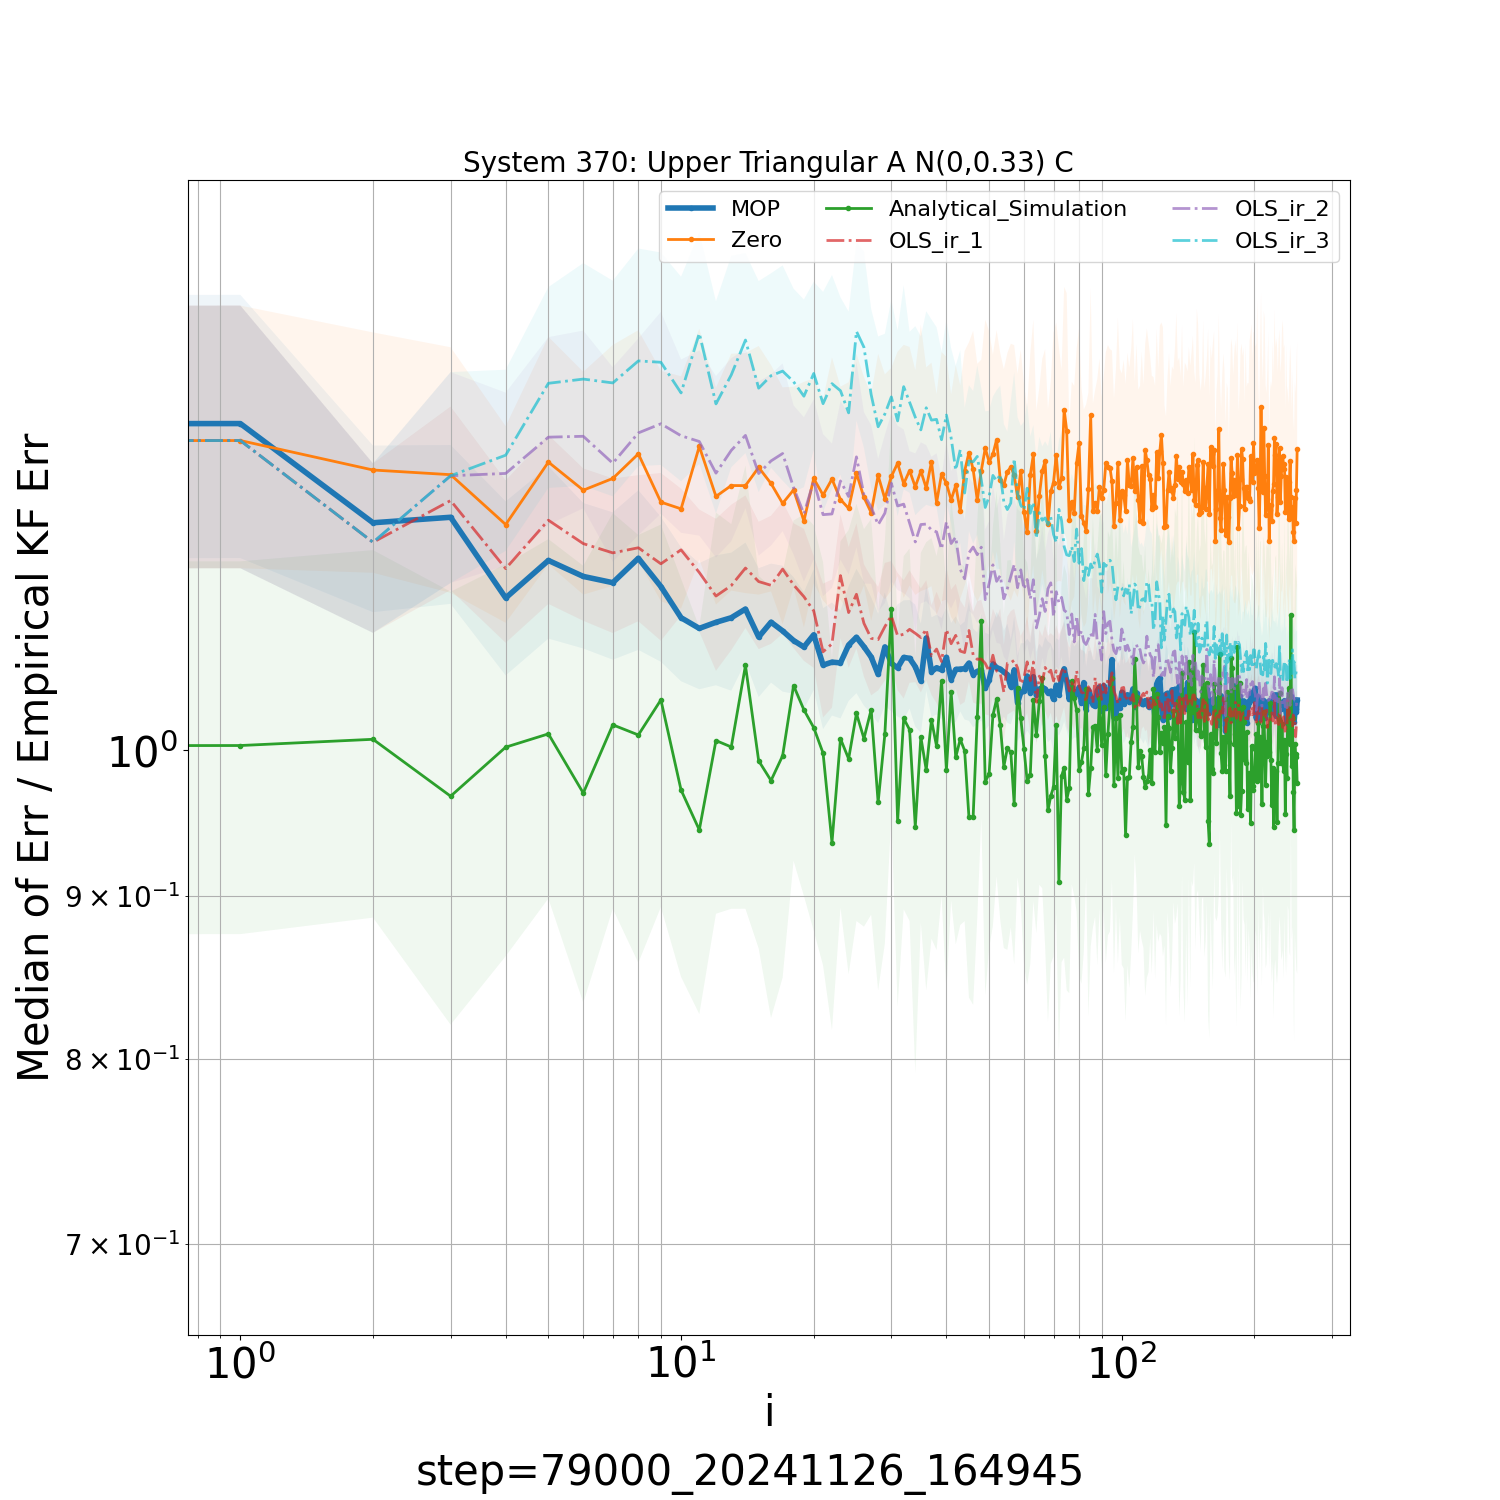 System 370: Upper Triangular A N(0,0.33) C
MOP
Zero
Analytical_Simulation
OLS_ir_1
OLS_ir_2
OLS_ir_3
Median of Err / Empirical KF Err
10⁰
9 × 10⁻¹
8 × 10⁻¹
7 × 10⁻¹
10⁰ 10¹ 10²
i
step=79000_20241126_164945